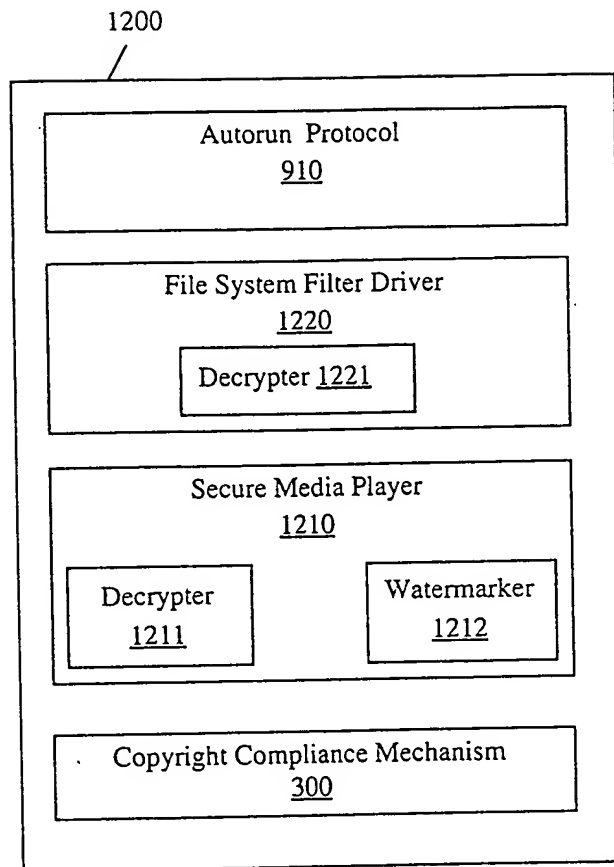 1200
Autorun Protocol
910
File System Filter Driver
1220
Decrypter 1221
Secure Media Player
1210
Decrypter
1211
Watermarker
1212
Copyright Compliance Mechanism
300